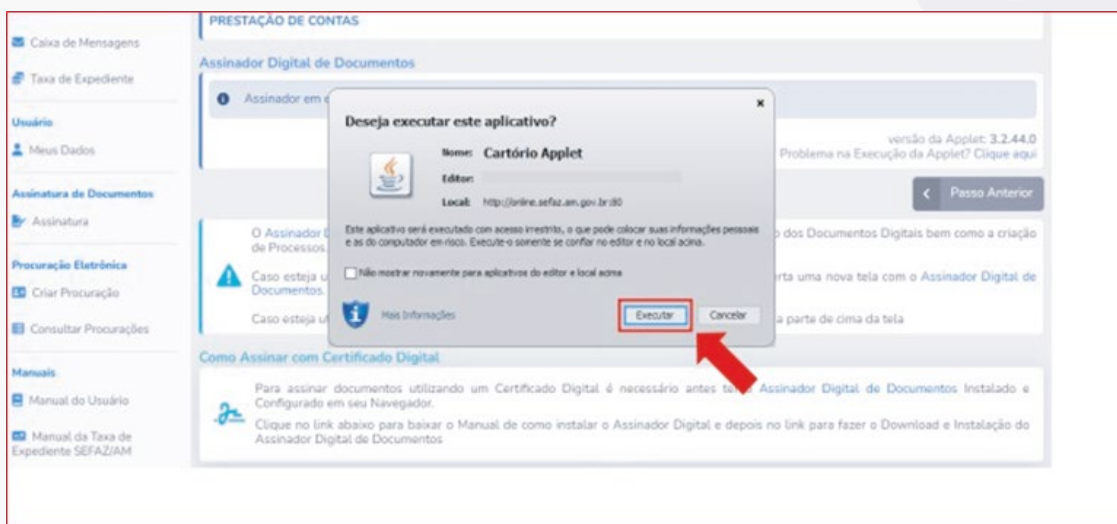 PRESTAÇÃO DE CONTAS
Caixa de Mensagens
Taxa de Expediente
Usuário
Meus Dados
Assinatura de Documentos
Assinatura
Procuração Eletrônica
Criar Procuração
Consultar Procurações
Manuais
Manual do Usuário
Manual da Taxa de
Expediente SEFAZ/AM
Assinador Digital de Documentos
Assinador em e
versão da Applet: 3.2.44.0
Problema na Execução da Applet? Clique aqui
Passo Anterior
Deseja executar este aplicativo?
x
Nome: Cartório Applet
Editor:
Local: http://online.sefaz.am.gov.br:80
Este aplicativo será executado com acesso irrestrito, o que pode colocar suas informações pessoais
e as do computador em risco. Execute-o somente se confiar no editor e no local acima.
Não mostrar novamente para aplicativos do editor e local acima
Mais Informações
Executar
Cancelar
O Assinador D o dos Documentos Digitais bem como a criação
de Processos.
Caso esteja u rta uma nova tela com o Assinador Digital de
Documentos.
Caso esteja ut a parte de cima da tela
Como Assinar com Certificado Digital
Para assinar documentos utilizando um Certificado Digital é necessário antes Assinador Digital de Documentos Instalado e
Configurado em seu Navegador.
Clique no link abaixo para baixar o Manual de como instalar o Assinador Digital e depois no link para fazer o Download e Instalação do
Assinador Digital de Documentos